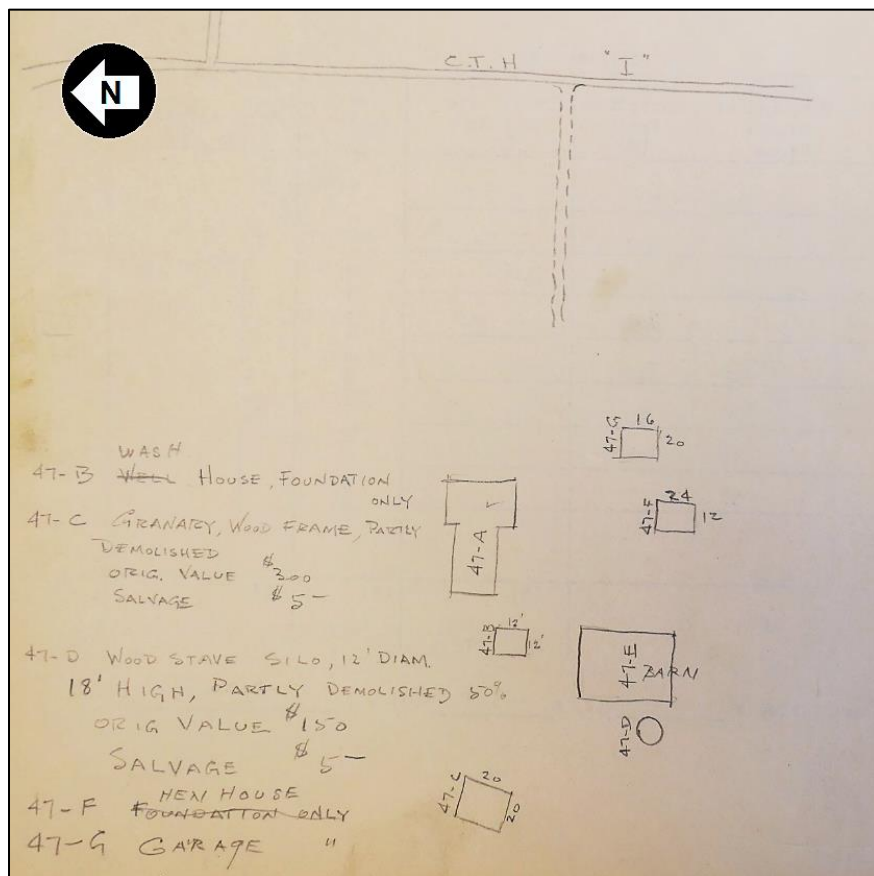 N
C.T.H "I"
47-G 16
20
47-F 24
12
47-A
47-B 12'
12'
47-E
BARN
47-D
47-C 20
20
WASH
47-B WELL HOUSE, FOUNDATION
ONLY
47-C GRANARY, WOOD FRAME, PARTLY
DEMOLISHED
ORIG. VALUE $300
SALVAGE $5-
47-D WOOD STAVE SILO, 12' DIAM.
18' HIGH, PARTLY DEMOLISHED 50%
ORIG VALUE $150
SALVAGE $5-
HEN HOUSE
47-F FOUNDATION ONLY
47-G GARAGE "